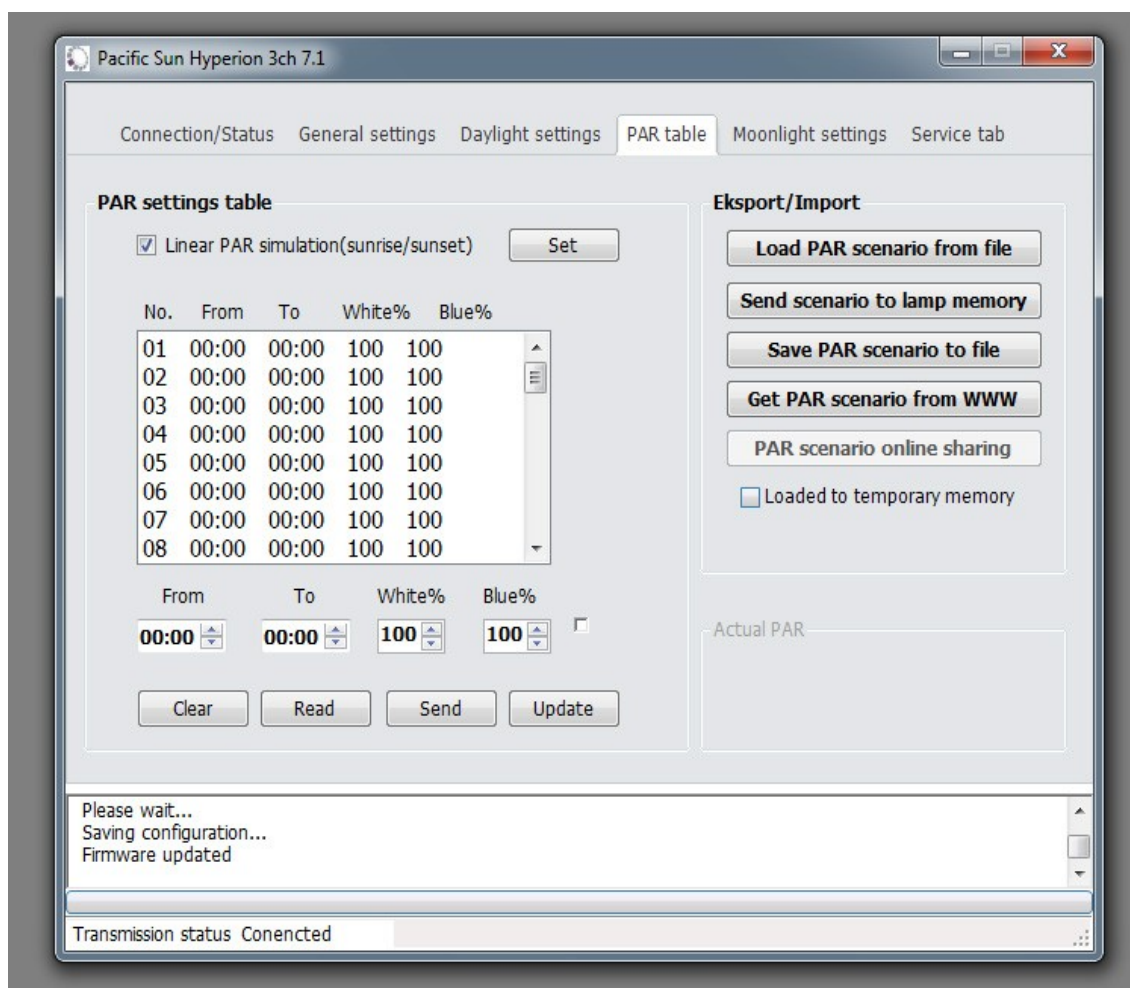 Pacific Sun Hyperion 3ch 7.1
Connection/Status General settings Daylight settings PAR table Moonlight settings Service tab
PAR settings table
Linear PAR simulation(sunrise/sunset) Set
No. From To White% Blue%
01 00:00 00:00 100 100
02 00:00 00:00 100 100
03 00:00 00:00 100 100
04 00:00 00:00 100 100
05 00:00 00:00 100 100
06 00:00 00:00 100 100
07 00:00 00:00 100 100
08 00:00 00:00 100 100
From To White% Blue%
00:00 00:00 100 100
Clear Read Send Update
Eksport/Import
Load PAR scenario from file
Send scenario to lamp memory
Save PAR scenario to file
Get PAR scenario from WWW
PAR scenario online sharing
Loaded to temporary memory
Actual PAR
Please wait...
Saving configuration...
Firmware updated
Transmission status Conencted